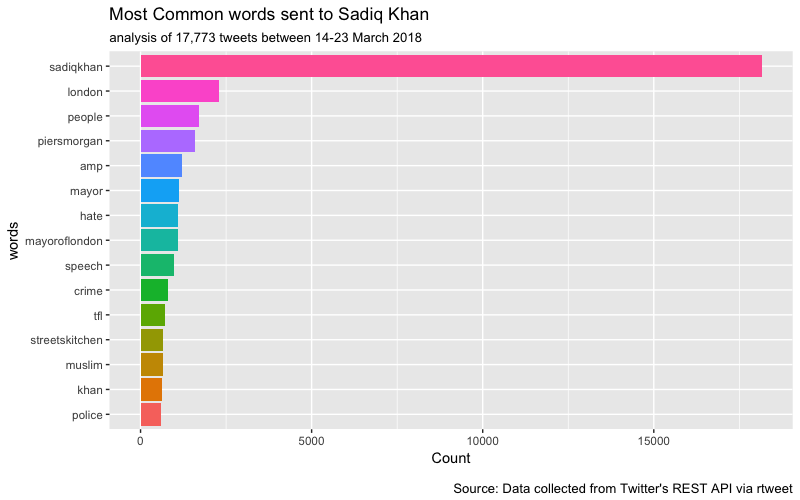 Most Common words sent to Sadiq Khan
analysis of 17,773 tweets between 14-23 March 2018
sadiqkhan
london
people
piersmorgan
amp
mayor
hate
mayoroflondon
speech
crime
tfl
streetskitchen
muslim
khan
police
words
0 5000 10000 15000
Count
Source: Data collected from Twitter's REST API via rtweet